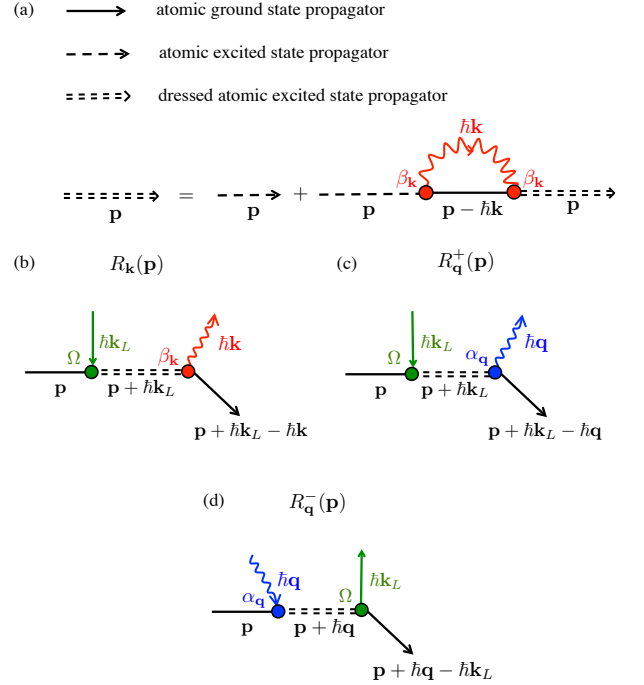 (a) atomic ground state propagator
atomic excited state propagator
dressed atomic excited state propagator
ħk
β_k β_k
= +
p p p p − ħk p
(b) R_k(p) (c) R_q^+(p)
Ω ħk_L β_k ħk Ω ħk_L α_q ħq
p p + ħk_L p p + ħk_L
p + ħk_L − ħk p + ħk_L − ħq
(d) R_q^−(p)
α_q ħq Ω ħk_L
p p + ħq
p + ħq − ħk_L